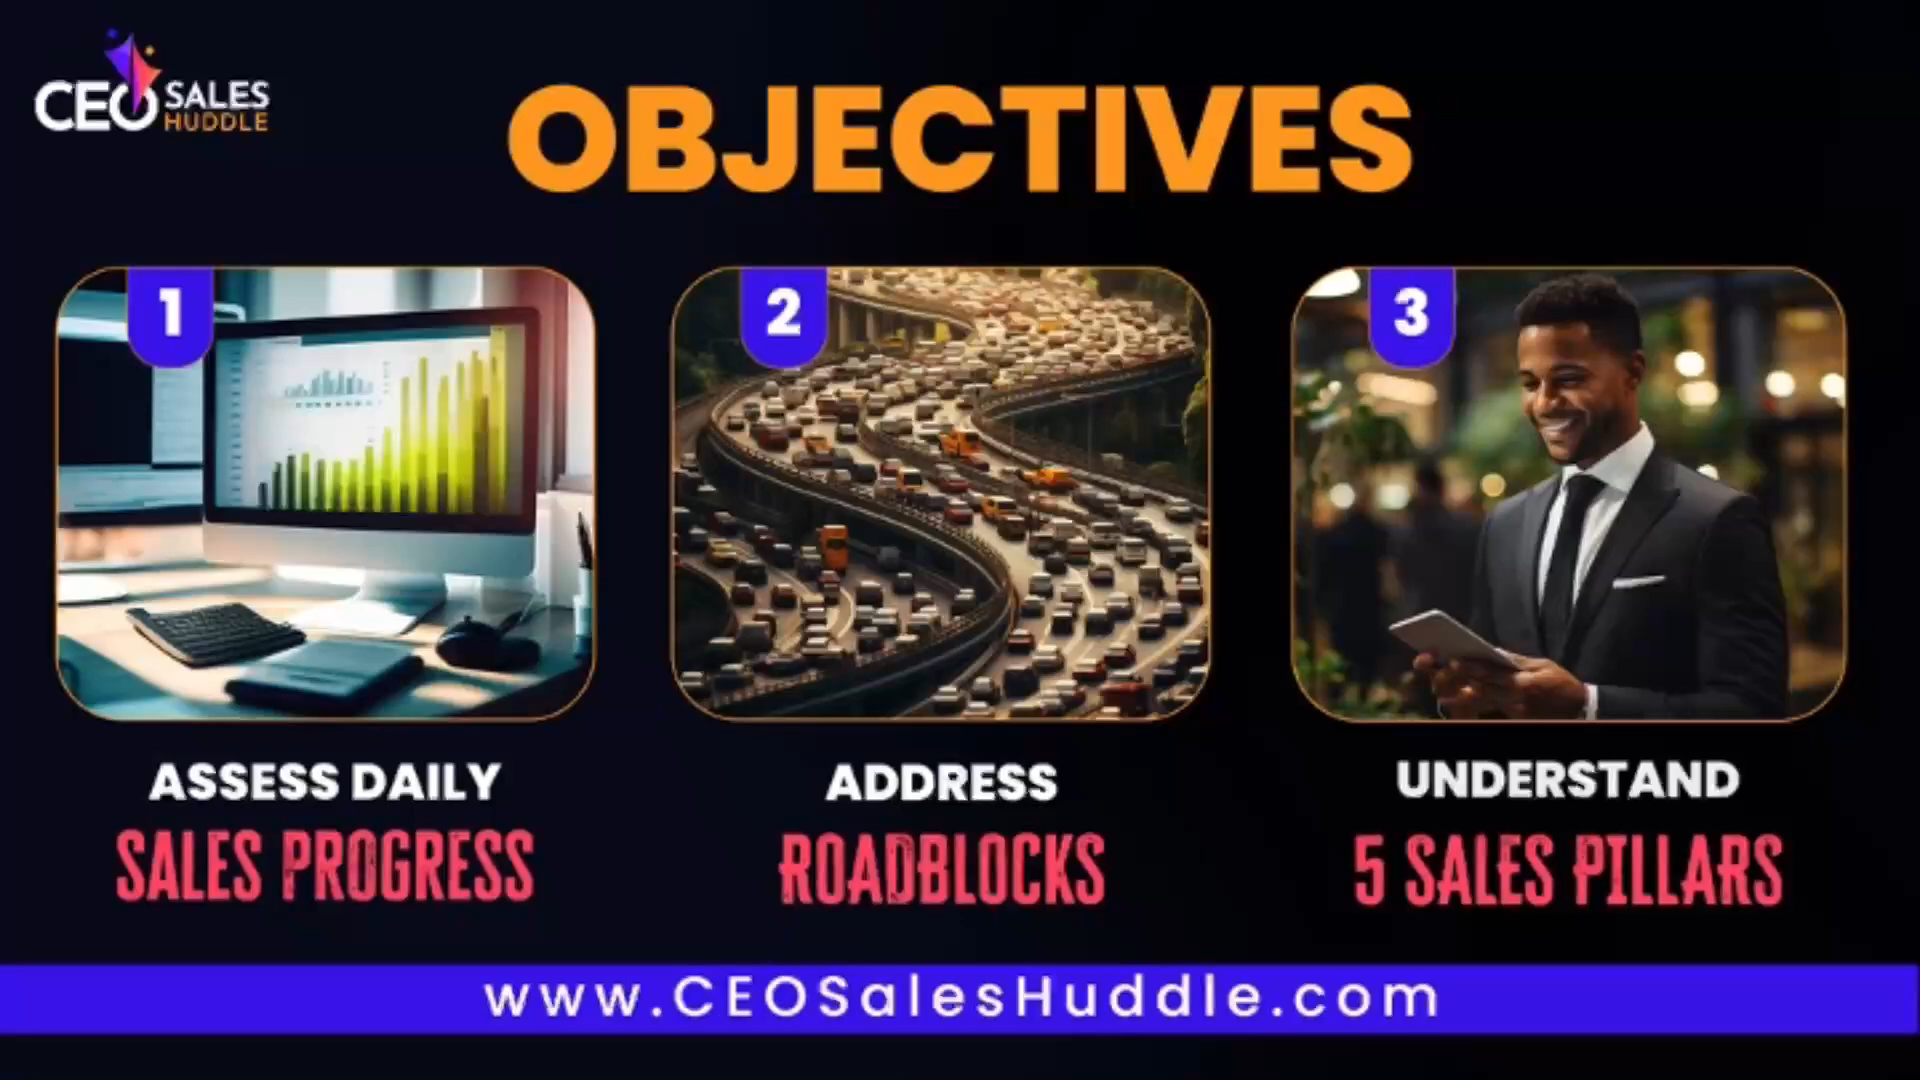 CEO SALES
HUDDLE
OBJECTIVES
1
2
3
ASSESS DAILY
SALES PROGRESS
ADDRESS
ROADBLOCKS
UNDERSTAND
5 SALES PILLARS
www.CEOSalesHuddle.com